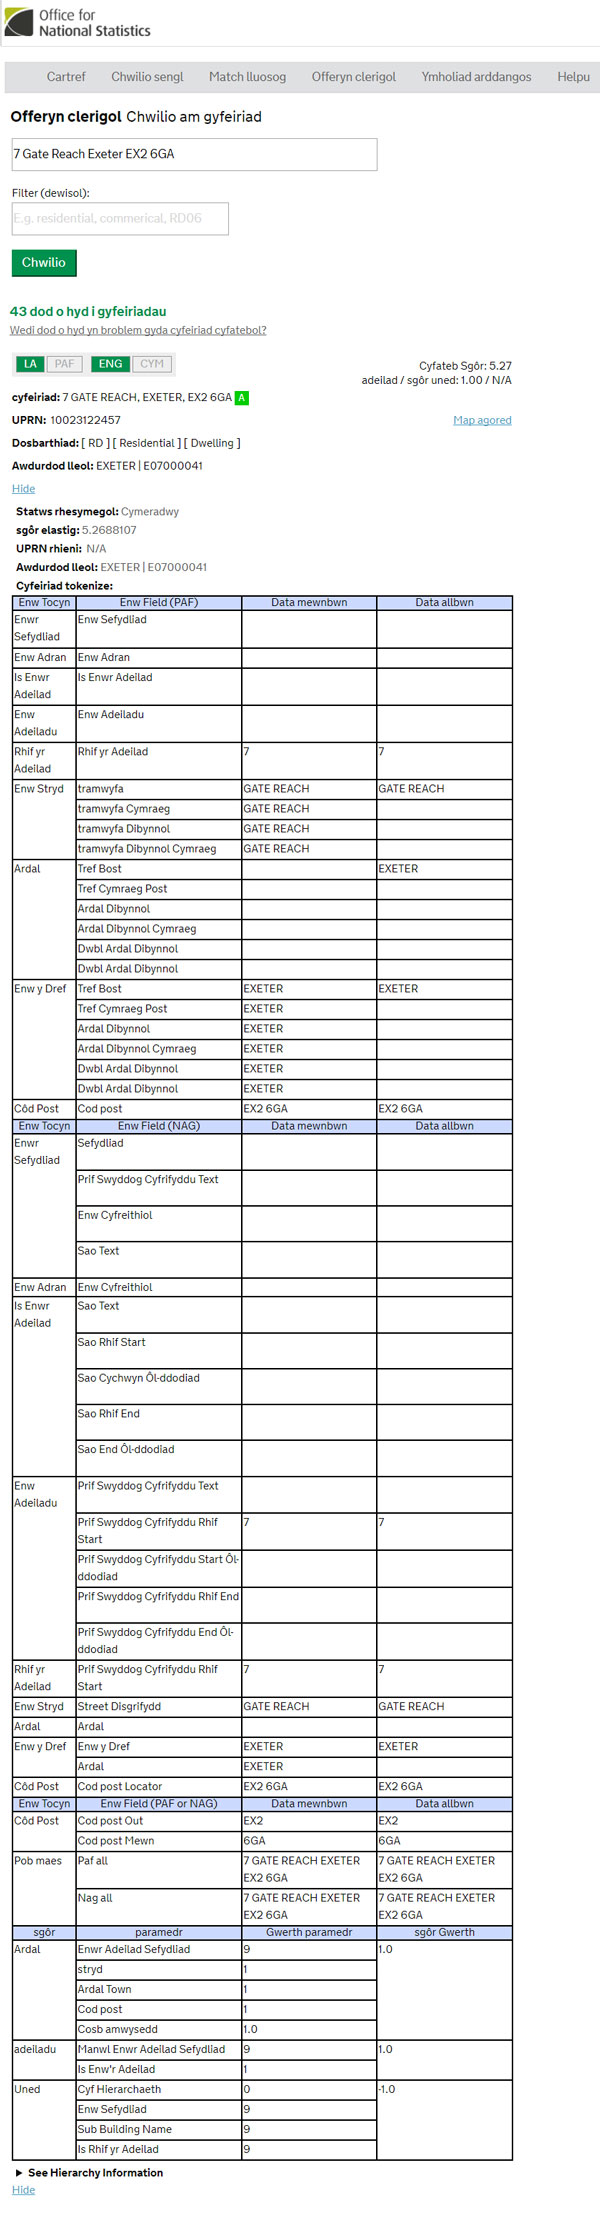 Office for
National Statistics
Cartref Chwilio sengl Match lluosog Offeryn clerigol Ymholiad arddangos Helpu
Offeryn clerigol Chwilio am gyfeiriad
7 Gate Reach Exeter EX2 6GA
Filter (dewisol):
E.g. residential, commerical, RD06
Chwilio
43 dod o hyd i gyfeiriadau
Wedi dod o hyd yn broblem gyda cyfeiriad cyfatebol?
LA PAF ENG CYM
Cyfateb Sgôr: 5.27
adeilad / sgôr uned: 1.00 / N/A
cyfeiriad: 7 GATE REACH, EXETER, EX2 6GA A
UPRN: 10023122457 Map agored
Dosbarthiad: [ RD ] [ Residential ] [ Dwelling ]
Awdurdod lleol: EXETER | E07000041
Hide
Statws rhesymegol: Cymeradwy
sgôr elastig: 5.2688107
UPRN rhieni: N/A
Awdurdod lleol: EXETER | E07000041
Cyfeiriad tokenize:
Enw Tocyn Enw Field (PAF) Data mewnbwn Data allbwn
Enwr Enw Sefydliad
Sefydliad
Enw Adran Enw Adran
Is Enwr Is Enwr Adeilad
Adeilad
Enw Enw Adeiladu
Adeiladu
Rhif yr Rhif yr Adeilad 7 7
Adeilad
Enw Stryd tramwyfa GATE REACH GATE REACH
tramwyfa Cymraeg GATE REACH
tramwyfa Dibynnol GATE REACH
tramwyfa Dibynnol Cymraeg GATE REACH
Ardal Tref Bost EXETER
Tref Cymraeg Post
Ardal Dibynnol
Ardal Dibynnol Cymraeg
Dwbl Ardal Dibynnol
Dwbl Ardal Dibynnol
Enw y Dref Tref Bost EXETER EXETER
Tref Cymraeg Post EXETER
Ardal Dibynnol EXETER
Ardal Dibynnol Cymraeg EXETER
Dwbl Ardal Dibynnol EXETER
Dwbl Ardal Dibynnol EXETER
Côd Post Cod post EX2 6GA EX2 6GA
Enw Tocyn Enw Field (NAG) Data mewnbwn Data allbwn
Enwr Sefydliad
Sefydliad
Prif Swyddog Cyfrifyddu Text
Enw Cyfreithiol
Sao Text
Enw Adran Enw Cyfreithiol
Is Enwr Sao Text
Adeilad
Sao Rhif Start
Sao Cychwyn Ôl-ddodiad
Sao Rhif End
Sao End Ôl-ddodiad
Enw Prif Swyddog Cyfrifyddu Text
Adeiladu
Prif Swyddog Cyfrifyddu Rhif 7 7
Start
Prif Swyddog Cyfrifyddu Start Ôl-
ddodiad
Prif Swyddog Cyfrifyddu Rhif End
Prif Swyddog Cyfrifyddu End Ôl-
ddodiad
Rhif yr Prif Swyddog Cyfrifyddu Rhif 7 7
Adeilad Start
Enw Stryd Street Disgrifydd GATE REACH GATE REACH
Ardal Ardal
Enw y Dref Enw y Dref EXETER EXETER
Ardal EXETER
Côd Post Cod post Locator EX2 6GA EX2 6GA
Enw Tocyn Enw Field (PAF or NAG) Data mewnbwn Data allbwn
Côd Post Cod post Out EX2 EX2
Cod post Mewn 6GA 6GA
Pob maes Paf all 7 GATE REACH EXETER 7 GATE REACH EXETER
EX2 6GA EX2 6GA
Nag all 7 GATE REACH EXETER 7 GATE REACH EXETER
EX2 6GA EX2 6GA
sgôr paramedr Gwerth paramedr sgôr Gwerth
Ardal Enwr Adeilad Sefydliad 9 1.0
stryd 1
Ardal Town 1
Cod post 1
Cosb amwysedd 1.0
adeiladu Manwl Enwr Adeilad Sefydliad 9 1.0
Is Enw'r Adeilad 1
Uned Cyf Hierarchaeth 0 -1.0
Enw Sefydliad 9
Sub Building Name 9
Is Rhif yr Adeilad 9
▶ See Hierarchy Information
Hide